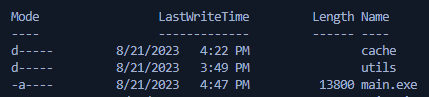 Mode                 LastWriteTime         Length Name
----                 -------------         ------ ----
d-----         8/21/2023   4:22 PM                cache
d-----         8/21/2023   3:49 PM                utils
-a----         8/21/2023   4:47 PM          13800 main.exe